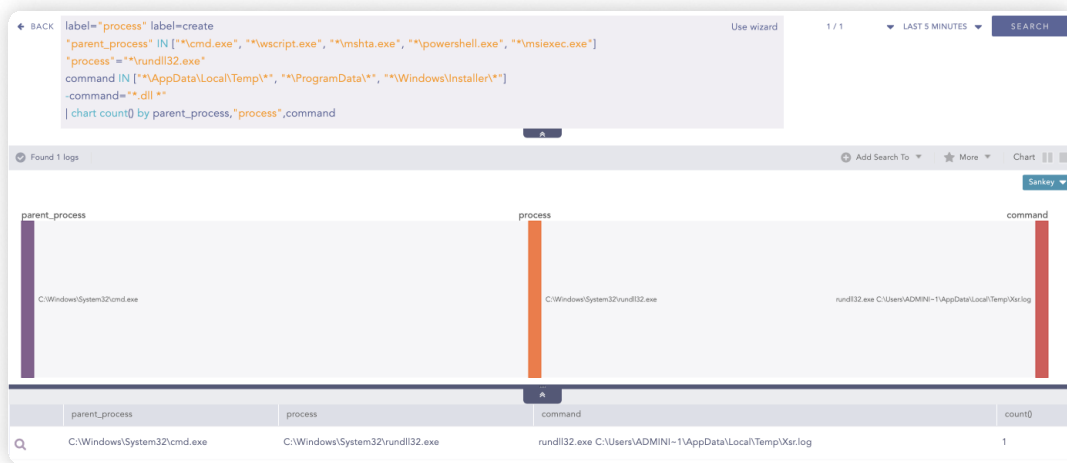 BACK
label="process" label=create
"parent_process" IN ["*\cmd.exe", "*\wscript.exe", "*\mshta.exe", "*\powershell.exe", "*\msiexec.exe"]
"process"="*\rundll32.exe"
command IN ["*\AppData\Local\Temp\*", "*\ProgramData\*", "*\Windows\Installer\*"]
-command="*.dll *"
| chart count() by parent_process,"process",command
Use wizard
1 / 1
LAST 5 MINUTES
SEARCH
Found 1 logs
Add Search To
More
Chart
Sankey
parent_process process command
C:\Windows\System32\cmd.exe C:\Windows\System32\rundll32.exe rundll32.exe C:\Users\ADMINI~1\AppData\Local\Temp\Xsr.log
parent_process process command count()
C:\Windows\System32\cmd.exe C:\Windows\System32\rundll32.exe rundll32.exe C:\Users\ADMINI~1\AppData\Local\Temp\Xsr.log 1